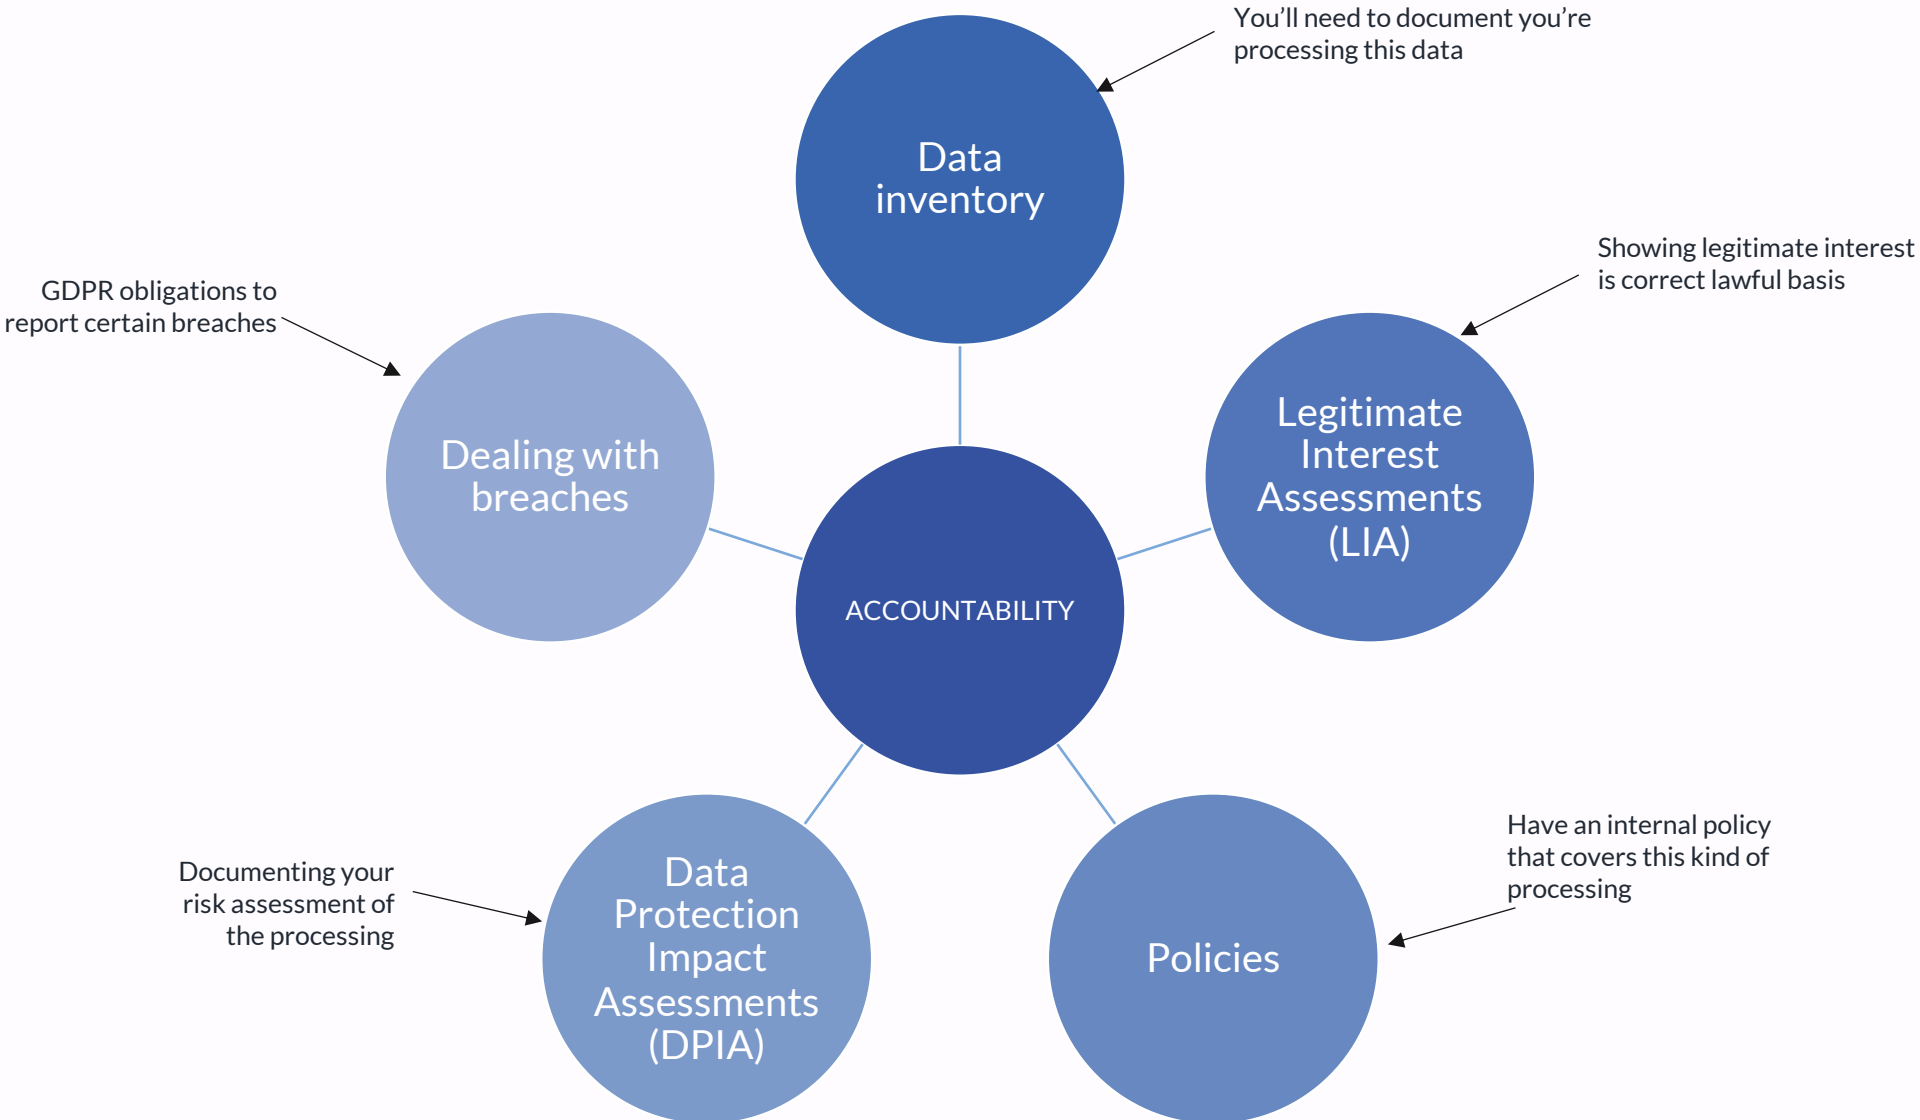 You’ll need to document you’re
processing this data
Data
inventory
Showing legitimate interest
is correct lawful basis
GDPR obligations to
report certain breaches
Legitimate
Interest
Assessments
(LIA)
Dealing with
breaches
ACCOUNTABILITY
Have an internal policy
that covers this kind of
processing
Documenting your
risk assessment of
the processing
Data
Protection
Impact
Assessments
(DPIA)
Policies